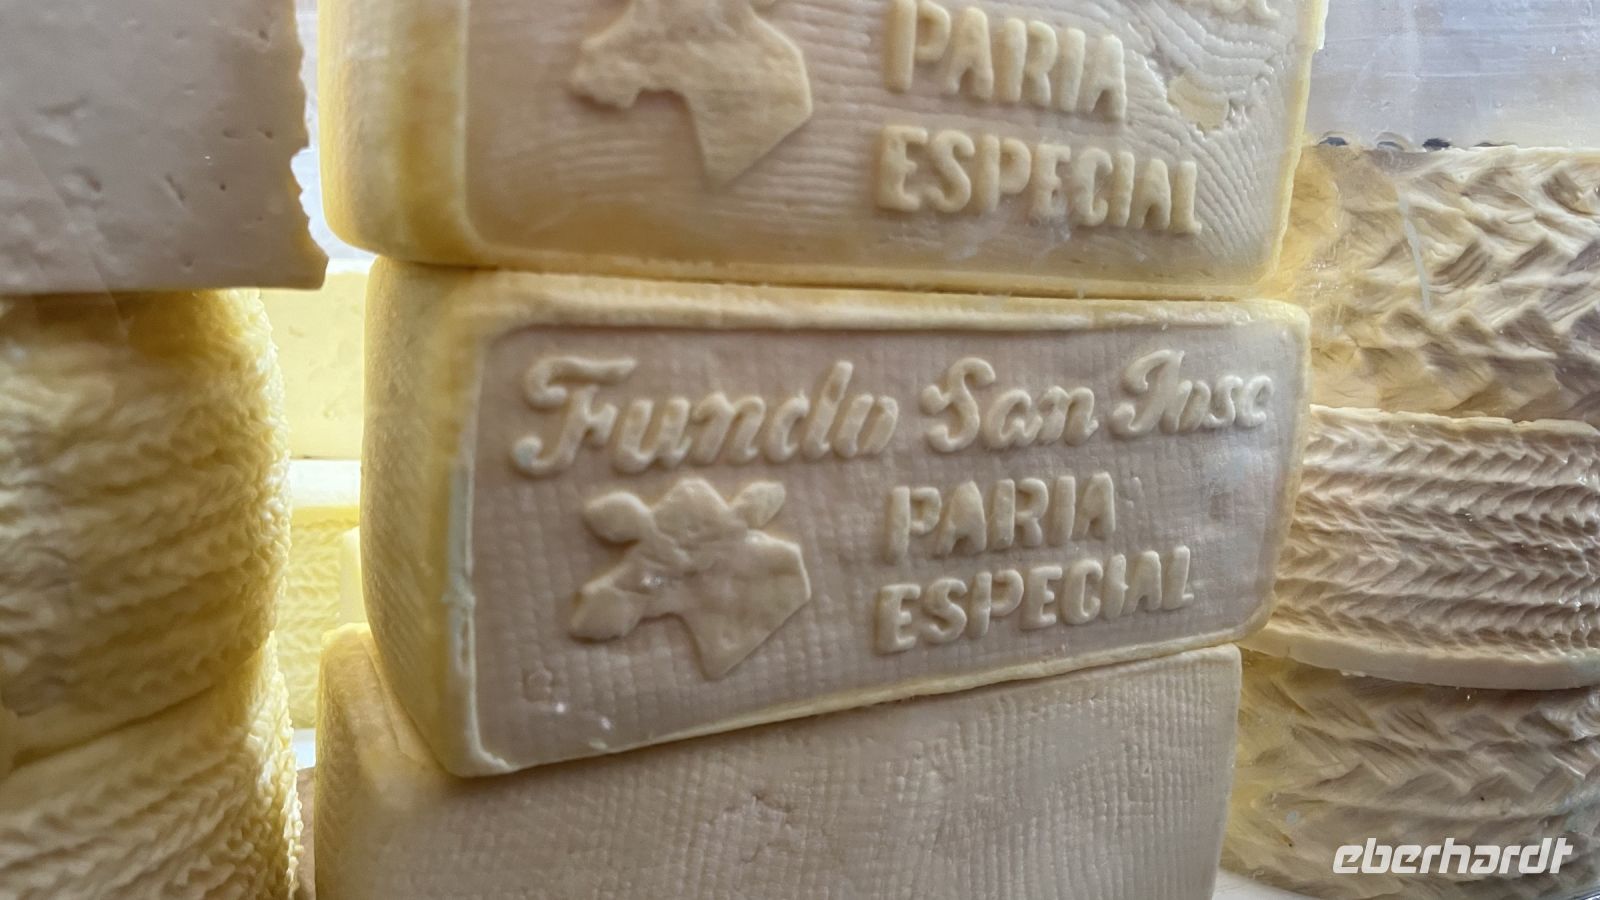 PARIA
ESPECIAL
Fundo San Jose
PARIA
ESPECIAL
eberhardt